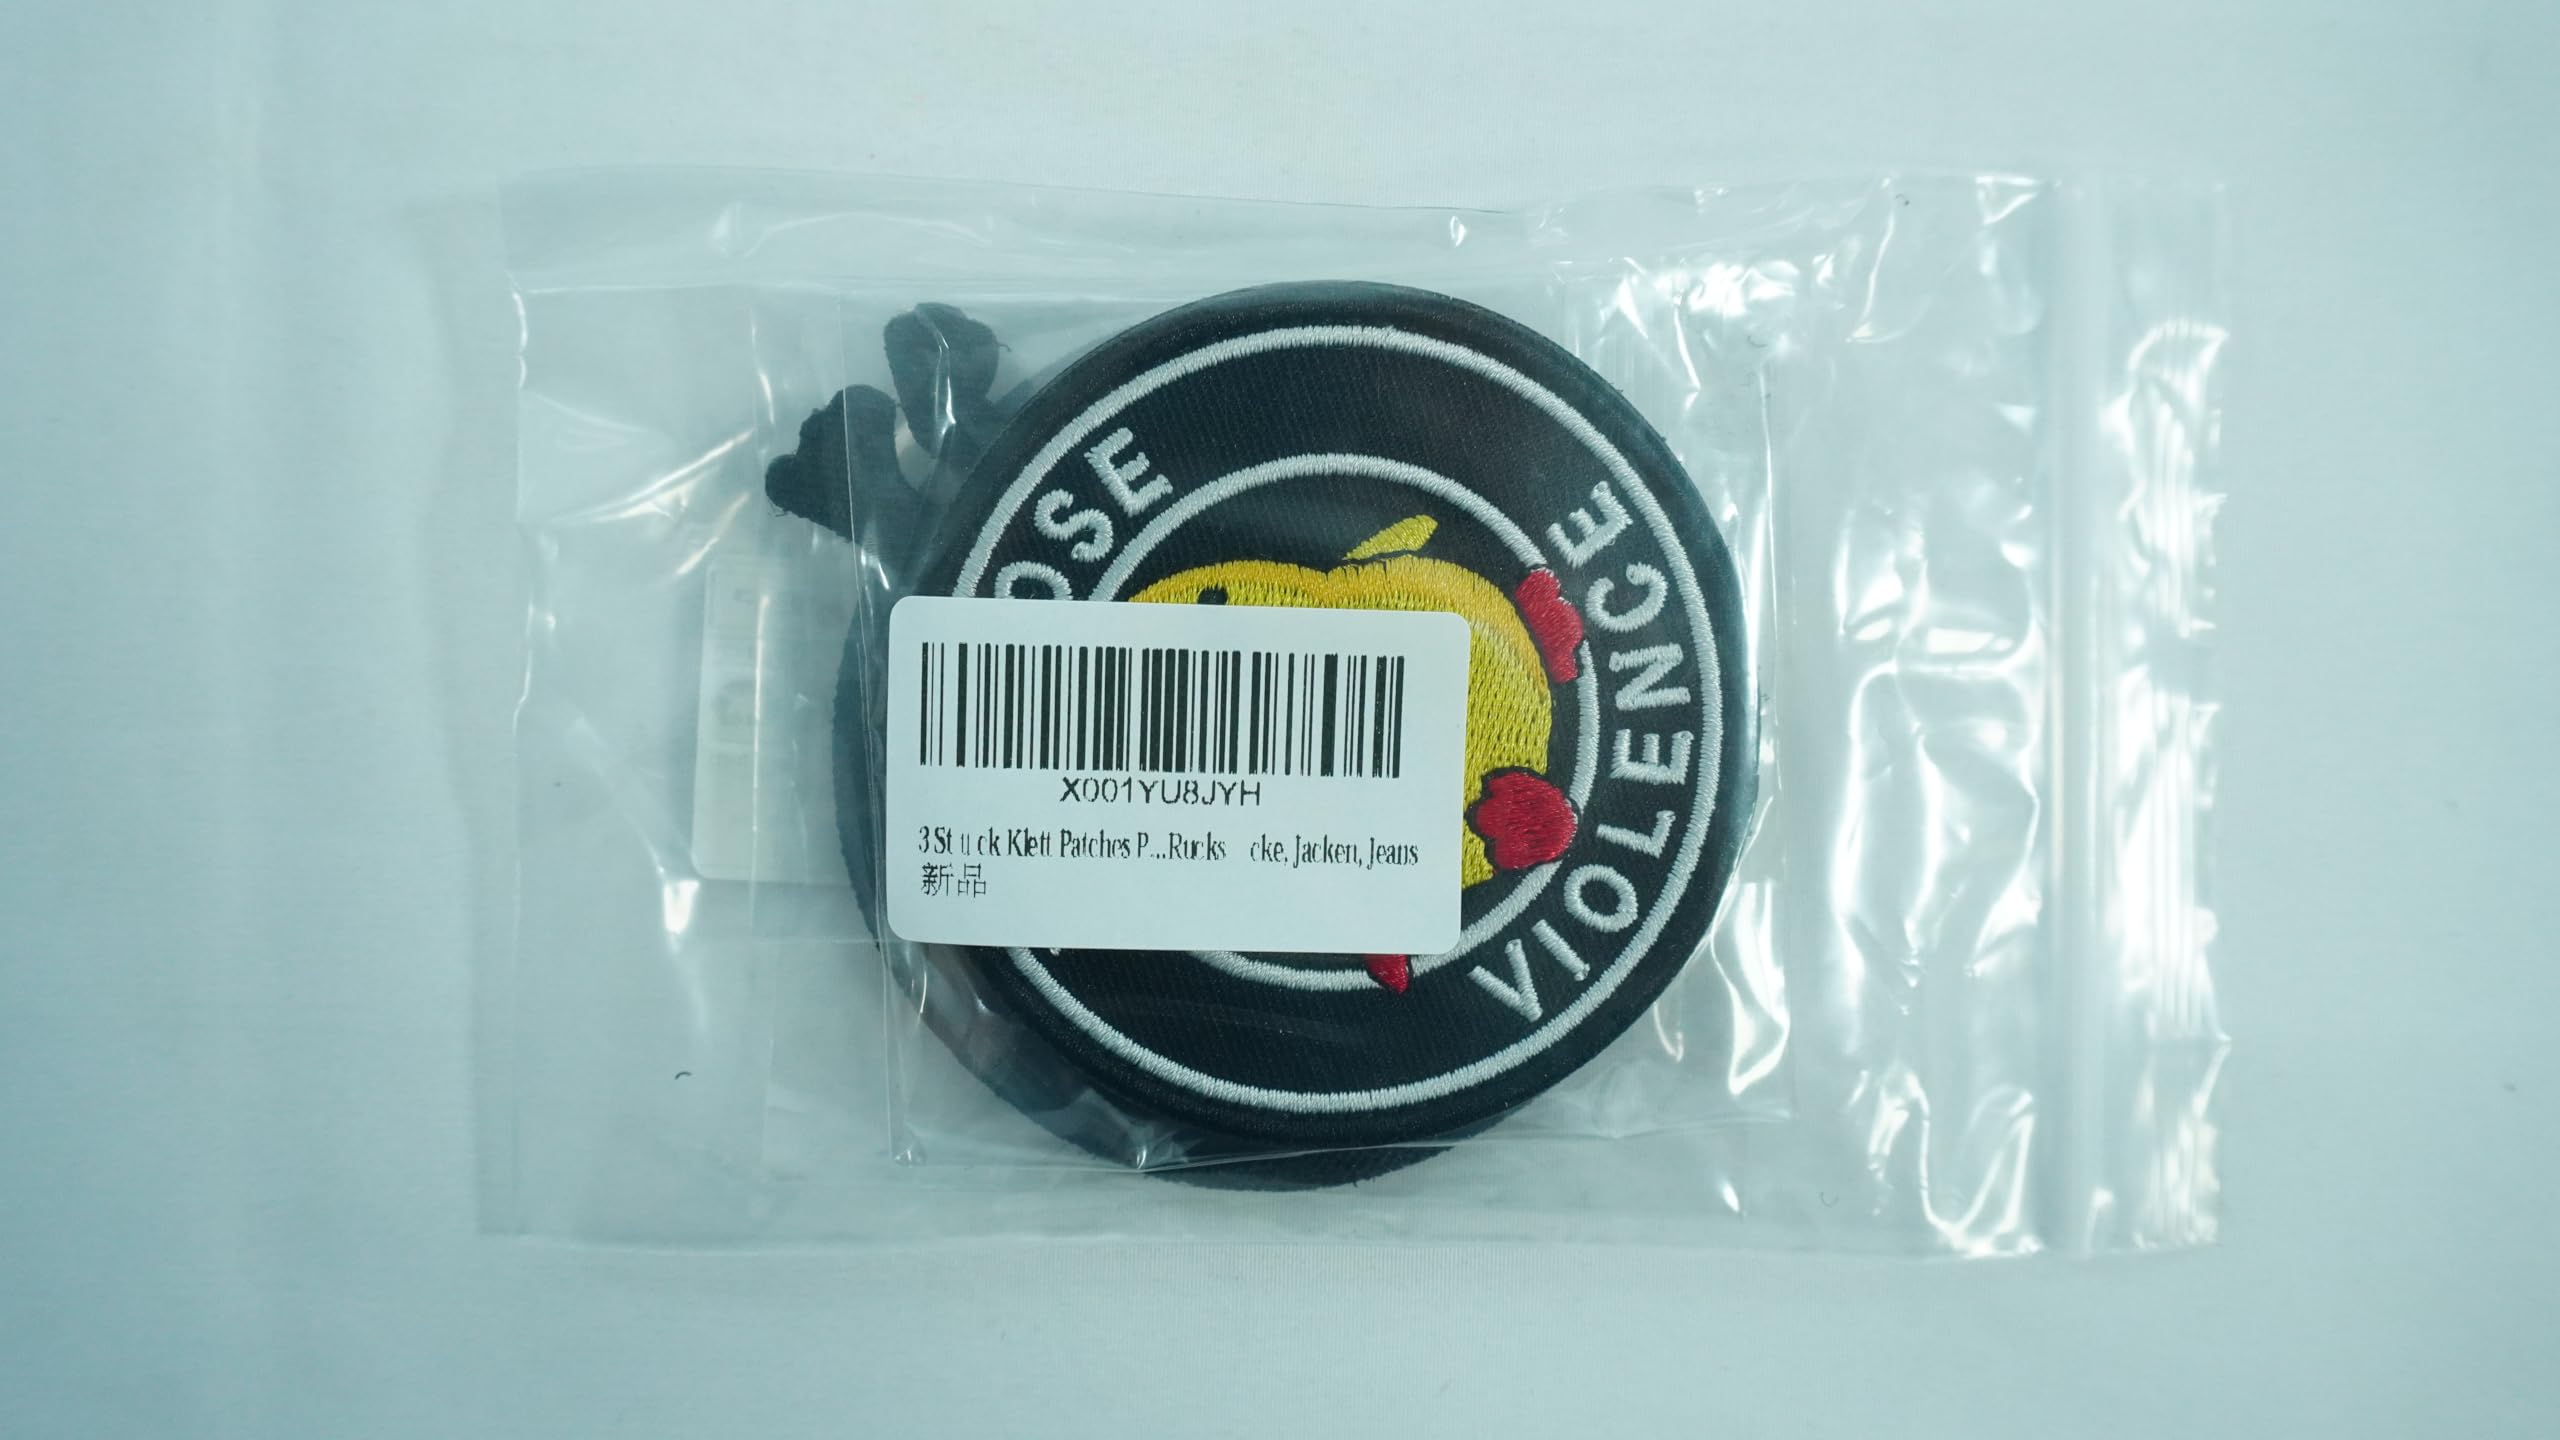 OSE
VIOLENCE
X001YU8JYH
3 St u ck Klett Patches P...Rucks cke, Jacken, Jeans
新品